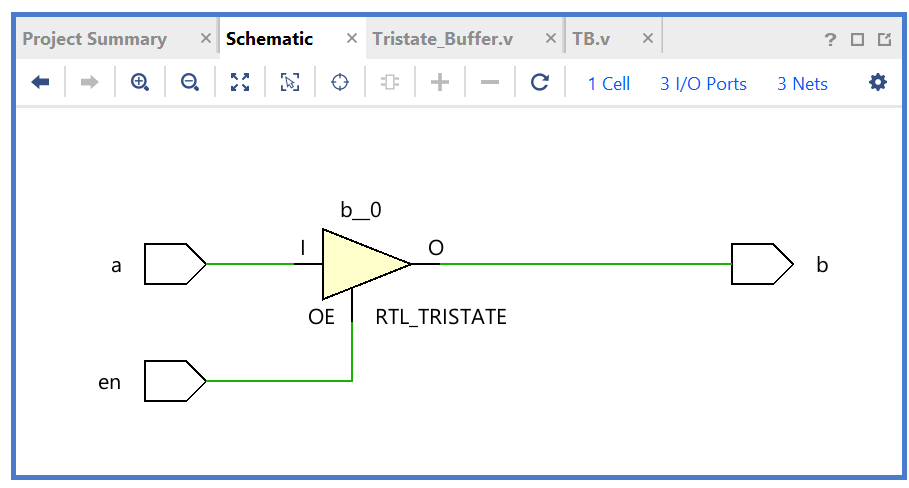 Project Summary × Schematic × Tristate_Buffer.v × TB.v × ?
1 Cell 3 I/O Ports 3 Nets
b__0
a I O b
OE RTL_TRISTATE
en